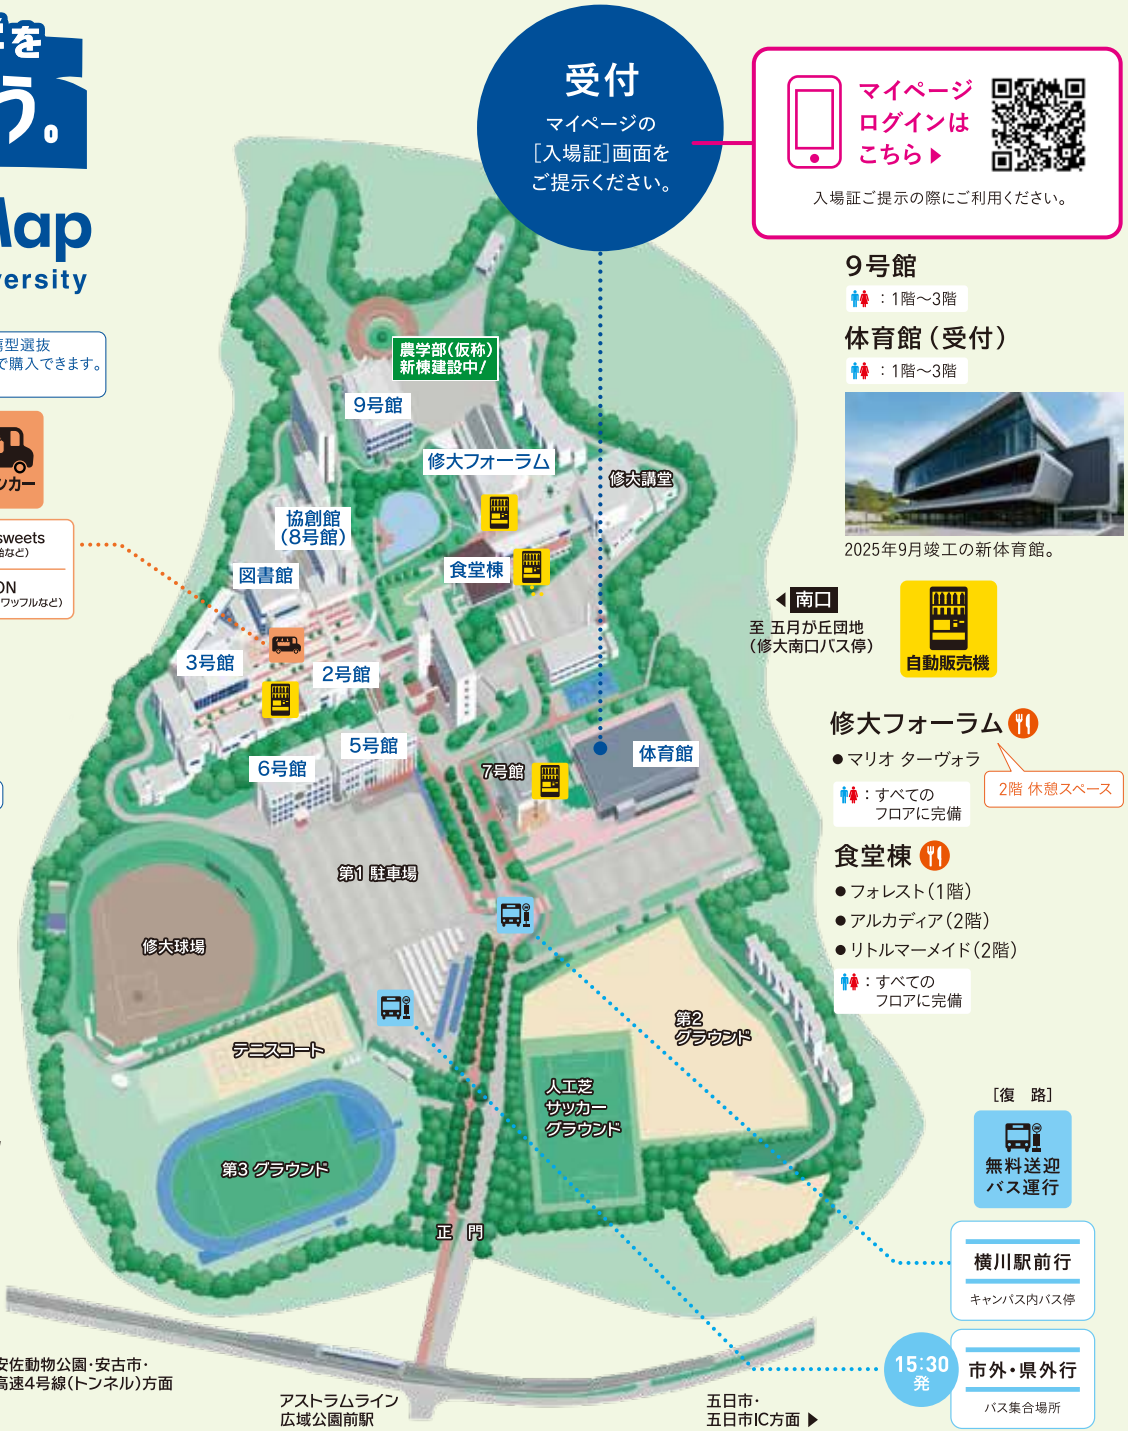 を
う。
Map
versity
型選抜
で購入できます。
ンカー
sweets
ON
ワッフルなど)
受付
マイページの
[入場証]画面を
ご提示ください。
マイページ
ログインは
こちら▶
入場証ご提示の際にご利用ください。
9号館
：1階～3階
体育館（受付）
：1階～3階
2025年9月竣工の新体育館。
◀南口
至 五月が丘団地
（修大南口バス停）
自動販売機
修大フォーラム
●マリオ ターヴォラ
2階 休憩スペース
：すべての
フロアに完備
食堂棟
●フォレスト（1階）
●アルカディア（2階）
●リトルマーメイド（2階）
：すべての
フロアに完備
農学部(仮称)
新棟建設中!
9号館
修大フォーラム
修大講堂
協創館
(8号館)
食堂棟
図書館
3号館
2号館
5号館
6号館
7号館
体育館
第1 駐車場
修大球場
テニスコート
第2
グラウンド
人工芝
サッカー
グラウンド
第3 グラウンド
正 門
[復 路]
無料送迎
バス運行
横川駅前行
キャンパス内バス停
15:30
発
市外・県外行
バス集合場所
安佐動物公園・安古市・
高速4号線(トンネル)方面
アストラムライン
広域公園前駅
五日市・
五日市IC方面 ▶